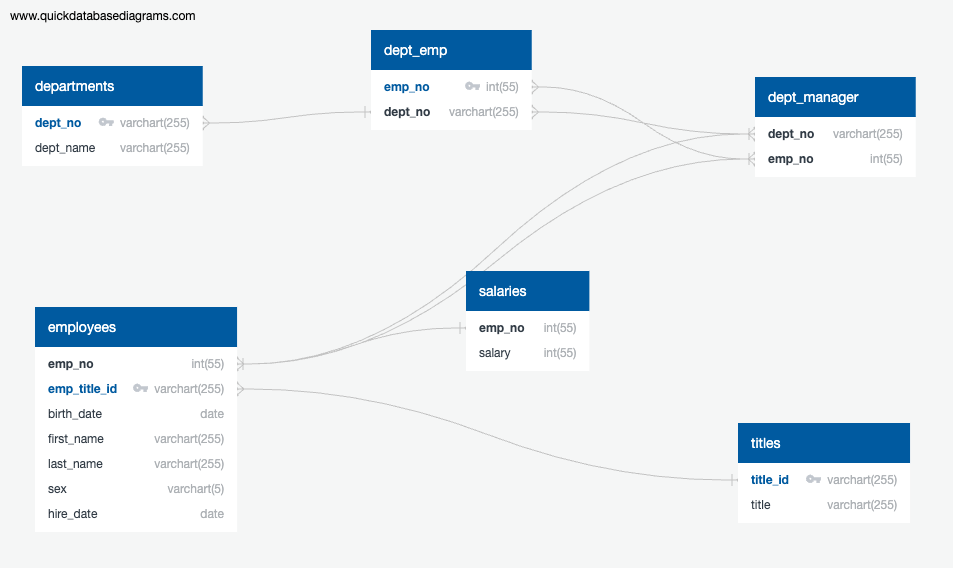 www.quickdatabasediagrams.com
departments
dept_no varchart(255)
dept_name varchart(255)
dept_emp
emp_no int(55)
dept_no varchart(255)
dept_manager
dept_no varchart(255)
emp_no int(55)
salaries
emp_no int(55)
salary int(55)
employees
emp_no int(55)
emp_title_id varchart(255)
birth_date date
first_name varchart(255)
last_name varchart(255)
sex varchart(5)
hire_date date
titles
title_id varchart(255)
title varchart(255)